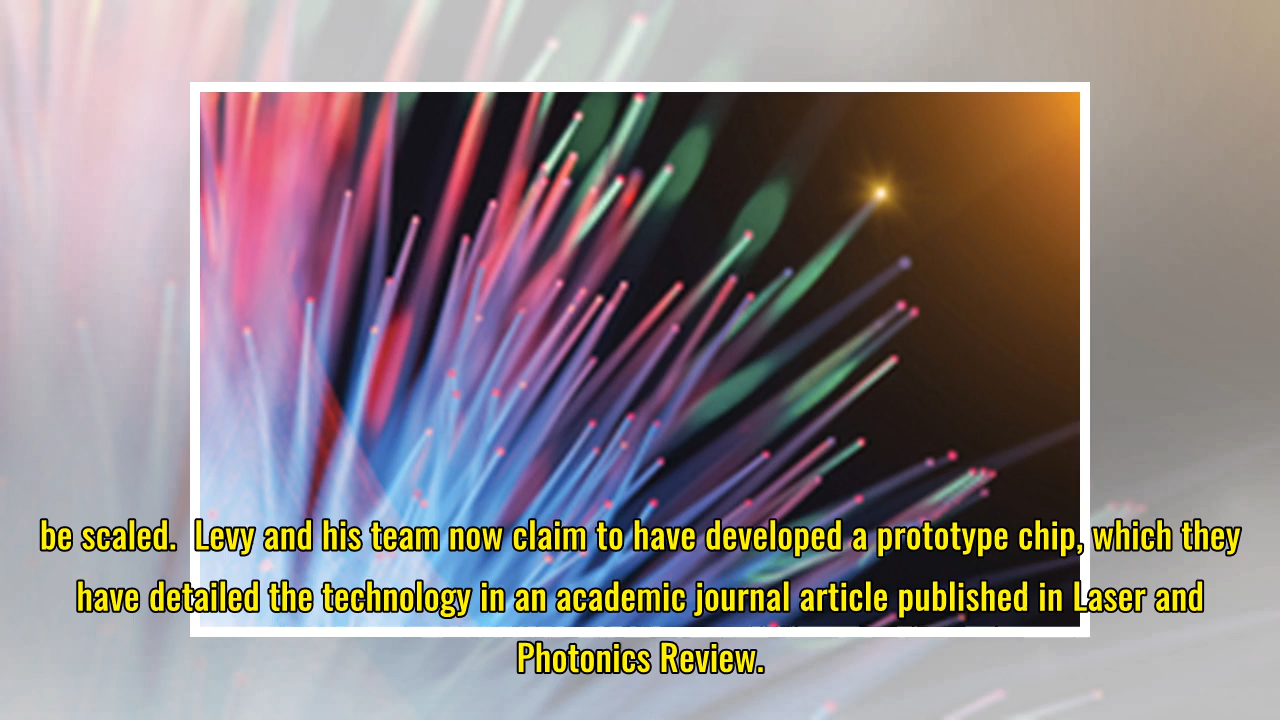 be scaled.  Levy and his team now claim to have developed a prototype chip, which they
have detailed the technology in an academic journal article published in Laser and
Photonics Review.